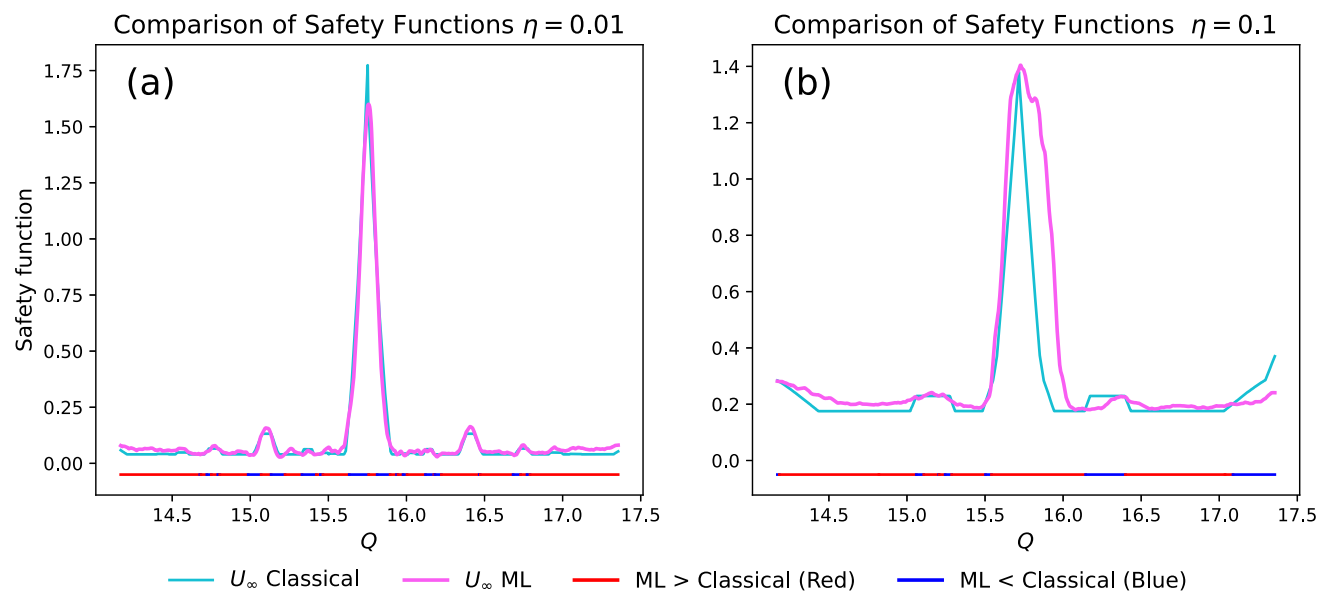 Comparison of Safety Functions η = 0.01
(a)
Safety function
1.75
1.50
1.25
1.00
0.75
0.50
0.25
0.00
14.5 15.0 15.5 16.0 16.5 17.0 17.5
Q
Comparison of Safety Functions η = 0.1
(b)
1.4
1.2
1.0
0.8
0.6
0.4
0.2
0.0
14.5 15.0 15.5 16.0 16.5 17.0 17.5
Q
U∞ Classical U∞ ML ML > Classical (Red) ML < Classical (Blue)